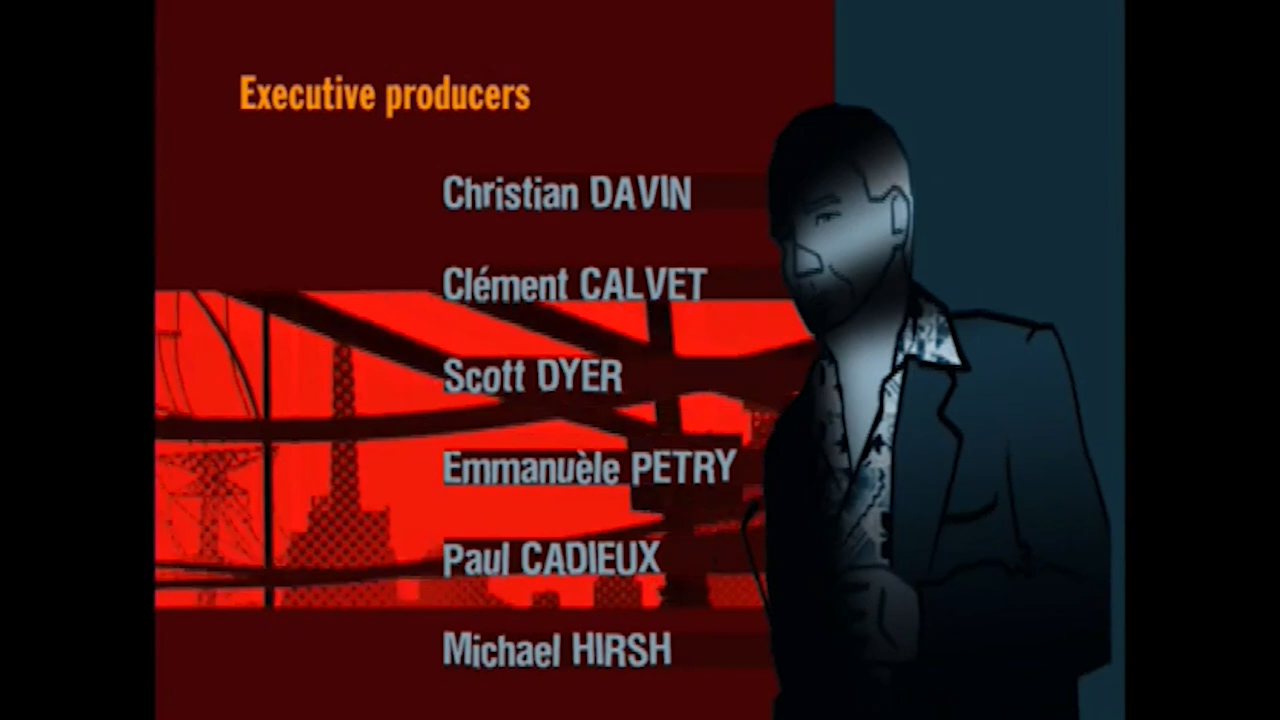 Executive producers
Christian DAVIN
Clément CALVET
Scott DYER
Emmanuèle PETRY
Paul CADIEUX
Michael HIRSH